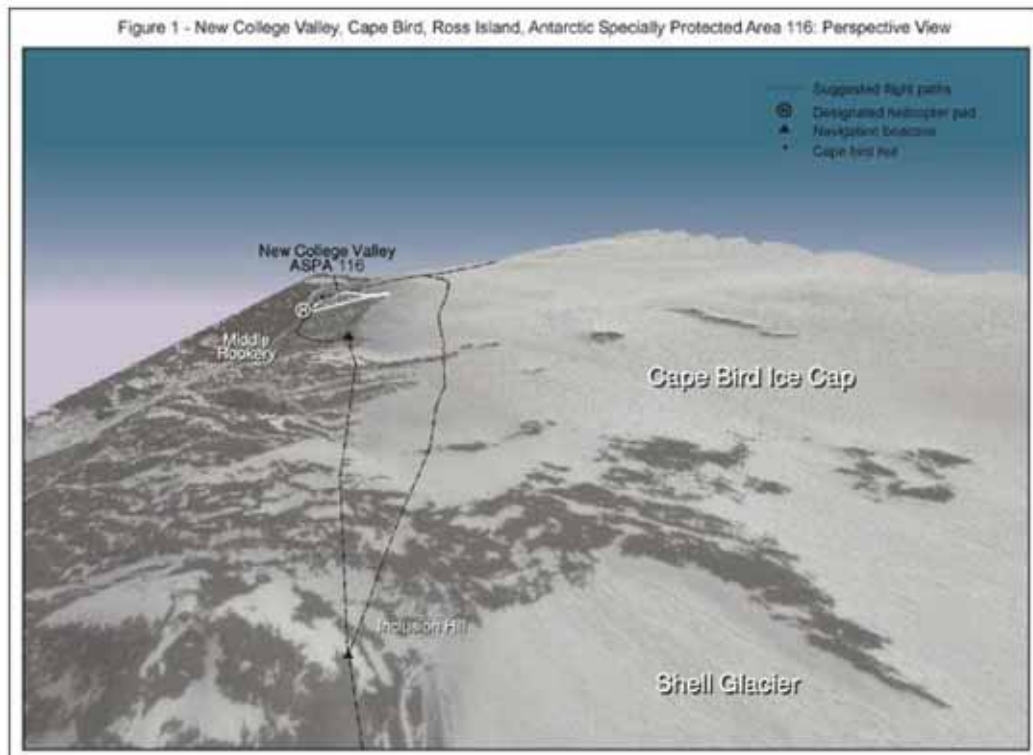 Figure 1 - New College Valley, Cape Bird, Ross Island, Antarctic Specially Protected Area 116: Perspective View
Suggested flight paths
Designated helicopter pad
Navigation beacons
Cape bird hut
New College Valley
ASPA 116
Middle
Rookery
Cape Bird Ice Cap
Inclusion Hill
Shell Glacier